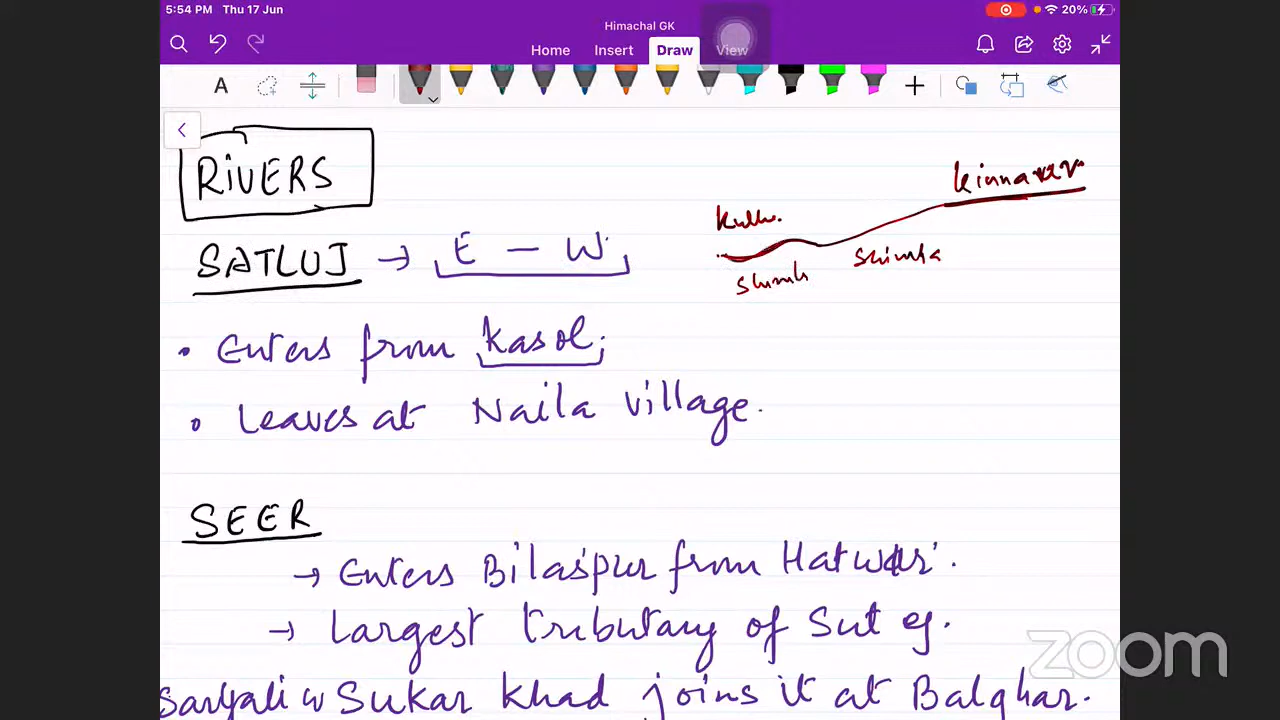 5:54 PM Thu 17 Jun 20%
Himachal GK
Home Insert Draw View
A
RiVERS
Kinnaur
Kullu.
SATLUJ → E - W
Shimla
Shimla
• Enters from Kasol.
• Leaves at Naila Village.
SEER
→ Enters Bilaspur from Hatwar.
→ Largest tributary of Sutlej.
Saryali Sukar Khad joins it at Balghar.
zoom